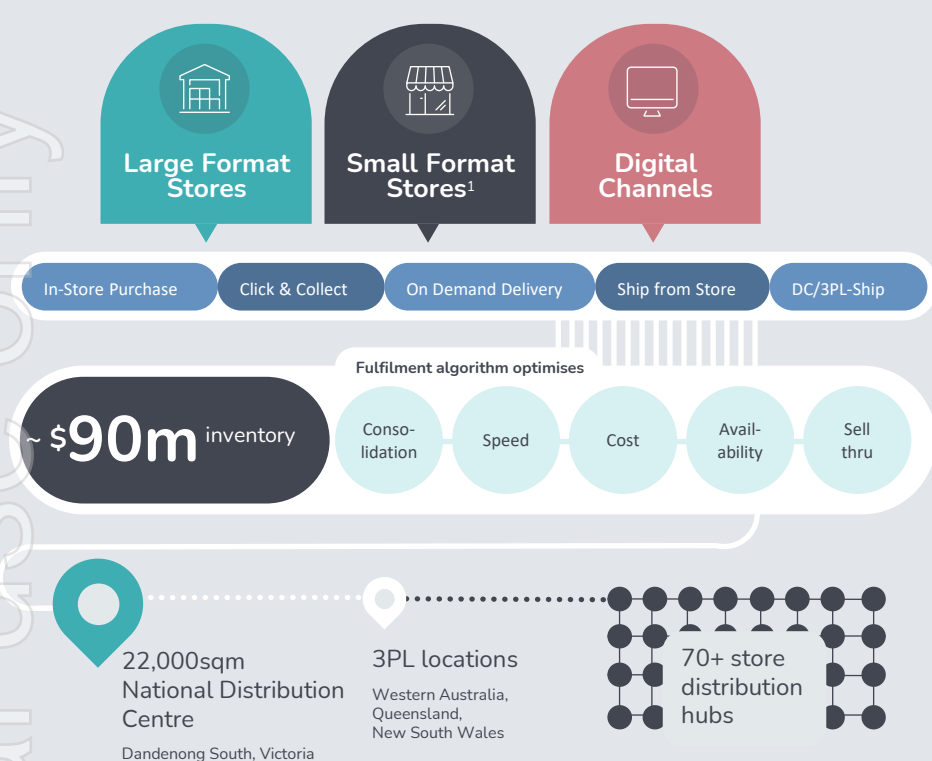 Large Format
Stores
Small Format
Stores1
Digital
Channels
In-Store Purchase
Click & Collect
On Demand Delivery
Ship from Store
DC/3PL-Ship
Fulfilment algorithm optimises
~ $90m inventory
Conso-
lidation
Speed
Cost
Avail-
ability
Sell
thru
22,000sqm
National Distribution
Centre
Dandenong South, Victoria
3PL locations
Western Australia,
Queensland,
New South Wales
70+ store
distribution
hubs